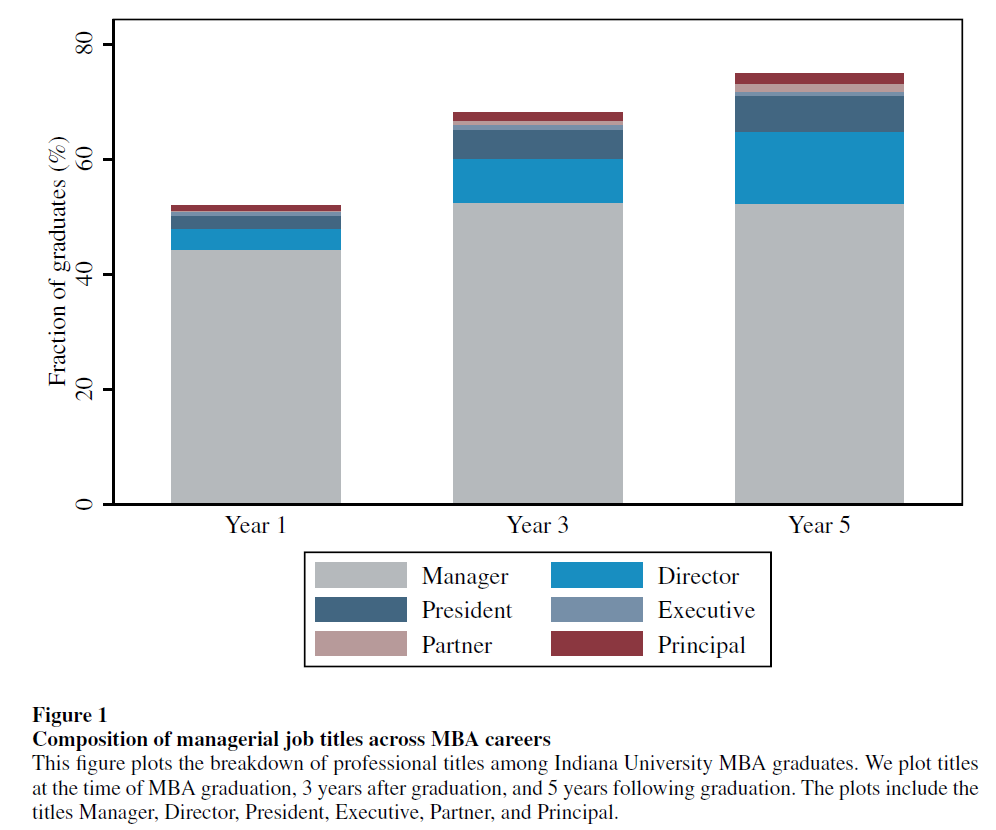 80
60
40
20
0
Fraction of graduates (%)
Year 1 Year 3 Year 5
Manager Director
President Executive
Partner Principal
Figure 1
Composition of managerial job titles across MBA careers
This figure plots the breakdown of professional titles among Indiana University MBA graduates. We plot titles
at the time of MBA graduation, 3 years after graduation, and 5 years following graduation. The plots include the
titles Manager, Director, President, Executive, Partner, and Principal.